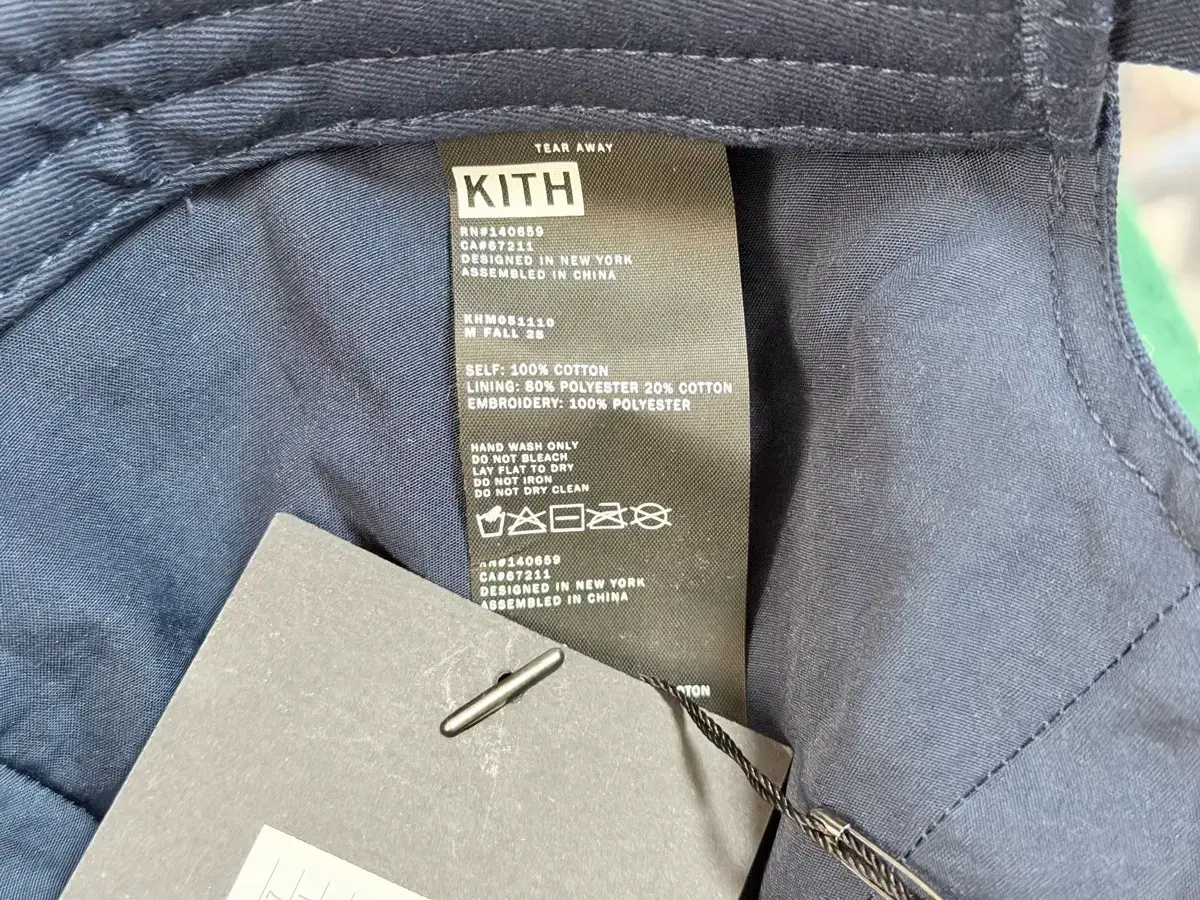 TEAR AWAY
KITH
RN#140659
CA#67211
DESIGNED IN NEW YORK
ASSEMBLED IN CHINA
KHM051110
M FALL 25
SELF: 100% COTTON
LINING: 80% POLYESTER 20% COTTON
EMBROIDERY: 100% POLYESTER
HAND WASH ONLY
DO NOT BLEACH
LAY FLAT TO DRY
DO NOT IRON
DO NOT DRY CLEAN
RN#140659
CA#67211
DESIGNED IN NEW YORK
ASSEMBLED IN CHINA